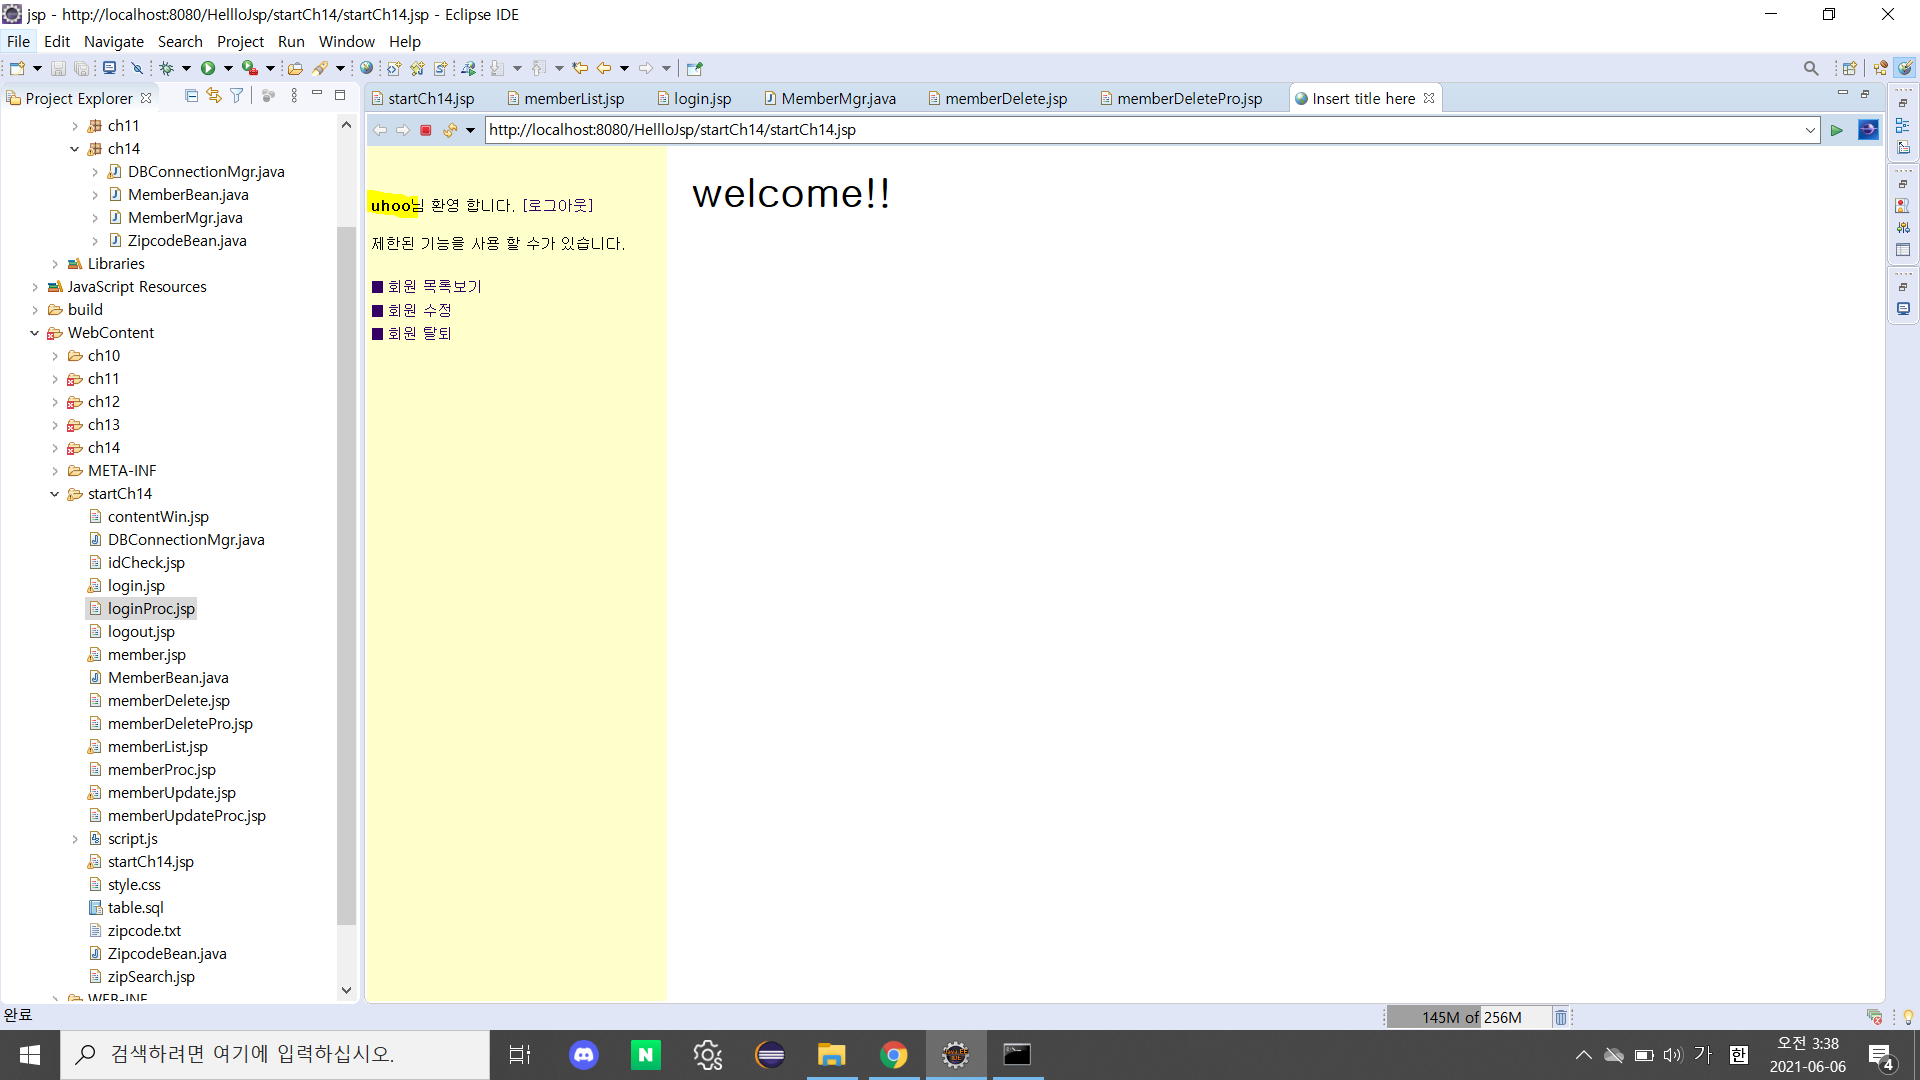 jsp - http://localhost:8080/HellloJsp/startCh14/startCh14.jsp - Eclipse IDE
File Edit Navigate Search Project Run Window Help
Project Explorer
startCh14.jsp memberList.jsp login.jsp MemberMgr.java memberDelete.jsp memberDeletePro.jsp Insert title here
http://localhost:8080/HellloJsp/startCh14/startCh14.jsp
ch11
ch14
DBConnectionMgr.java
MemberBean.java
MemberMgr.java
ZipcodeBean.java
Libraries
JavaScript Resources
build
WebContent
ch10
ch11
ch12
ch13
ch14
META-INF
startCh14
contentWin.jsp
DBConnectionMgr.java
idCheck.jsp
login.jsp
loginProc.jsp
logout.jsp
member.jsp
MemberBean.java
memberDelete.jsp
memberDeletePro.jsp
memberList.jsp
memberProc.jsp
memberUpdate.jsp
memberUpdateProc.jsp
script.js
startCh14.jsp
style.css
table.sql
zipcode.txt
ZipcodeBean.java
zipSearch.jsp
WEB-INF
uhoo님 환영 합니다. [로그아웃]
제한된 기능을 사용 할 수가 있습니다.
■ 회원 목록보기
■ 회원 수정
■ 회원 탈퇴
welcome!!
완료
145M of 256M
검색하려면 여기에 입력하십시오.
N
가 한
오전 3:38
2021-06-06
4